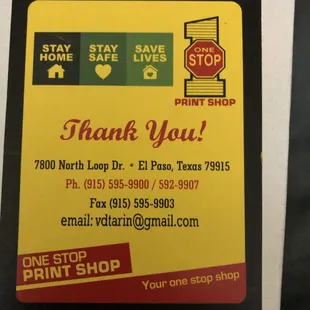 STAY HOME
STAY SAFE
SAVE LIVES
ONE STOP
PRINT SHOP
Thank You!
7800 North Loop Dr. • El Paso, Texas 79915
Ph. (915) 595-9900 / 592-9907
Fax (915) 595-9903
email: vdtarin@gmail.com
ONE STOP
PRINT SHOP
Your one stop shop